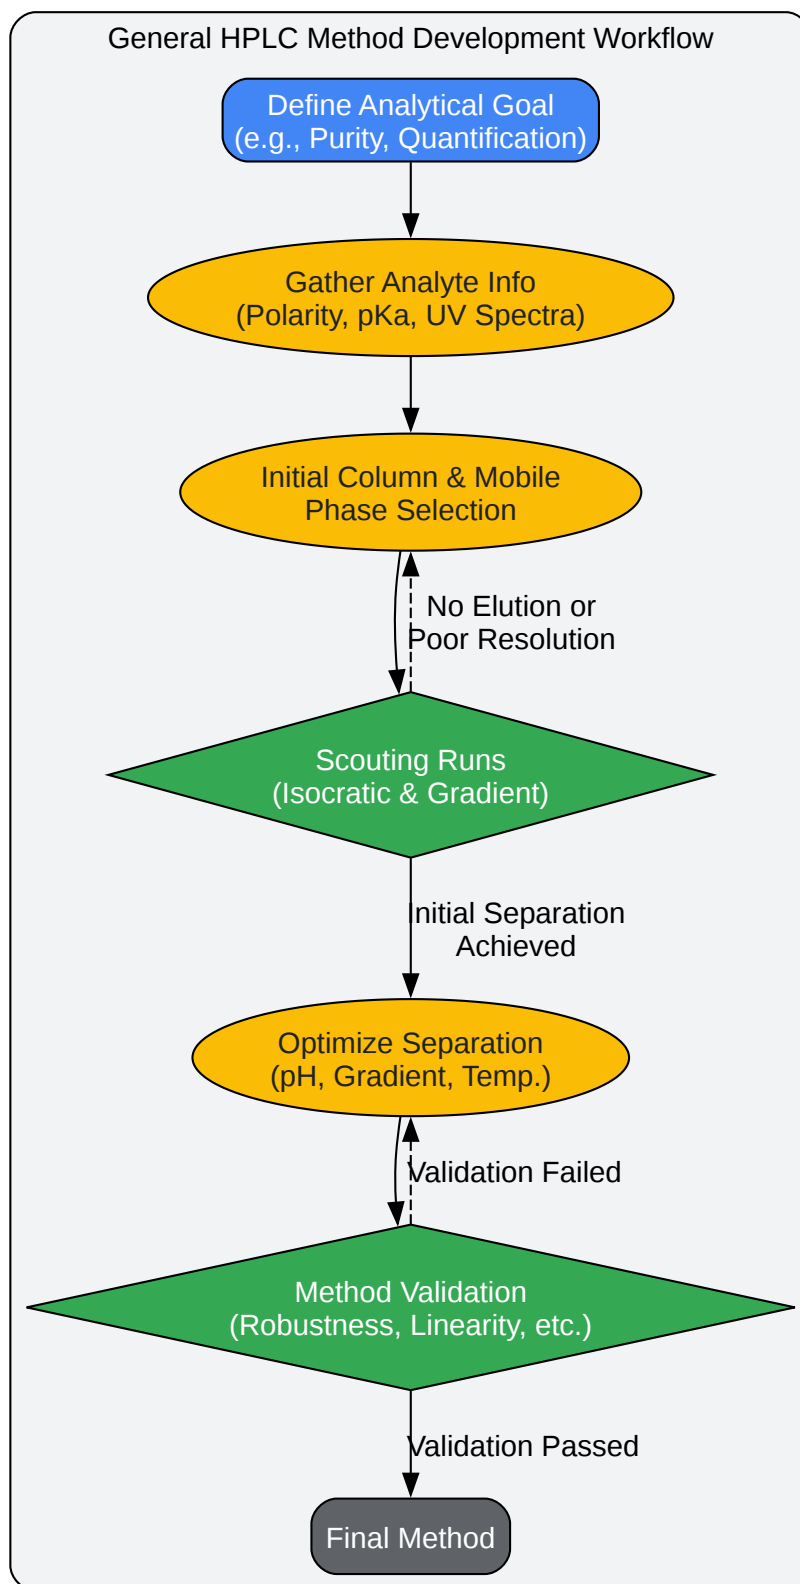 General HPLC Method Development Workflow
Define Analytical Goal
(e.g., Purity, Quantification)
Gather Analyte Info
(Polarity, pKa, UV Spectra)
Initial Column & Mobile
Phase Selection
No Elution or
Poor Resolution
Scouting Runs
(Isocratic & Gradient)
Initial Separation
Achieved
Optimize Separation
(pH, Gradient, Temp.)
Validation Failed
Method Validation
(Robustness, Linearity, etc.)
Validation Passed
Final Method